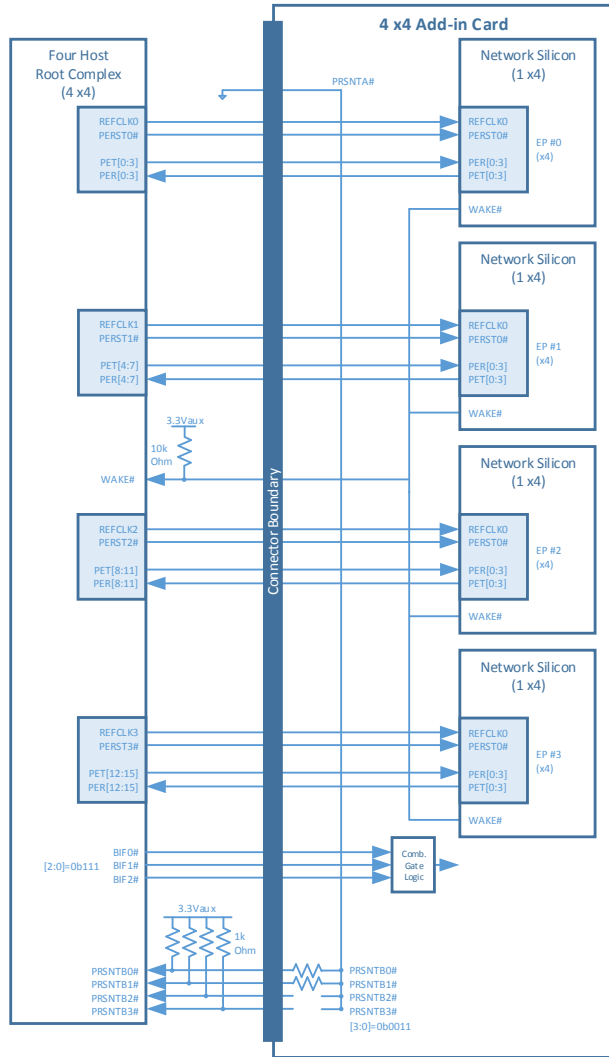 4 x4 Add-in Card
Four Host
Root Complex
(4 x4)
PRSNTA#
Network Silicon
(1 x4)
REFCLK0
PERST0#
PET[0:3]
PER[0:3]
REFCLK0
PERST0#
PER[0:3]
PET[0:3]
EP #0
(x4)
WAKE#
Network Silicon
(1 x4)
REFCLK1
PERST1#
PET[4:7]
PER[4:7]
REFCLK0
PERST0#
PER[0:3]
PET[0:3]
EP #1
(x4)
WAKE#
3.3Vaux
10k
Ohm
WAKE#
Connector Boundary
Network Silicon
(1 x4)
REFCLK2
PERST2#
PET[8:11]
PER[8:11]
REFCLK0
PERST0#
PER[0:3]
PET[0:3]
EP #2
(x4)
WAKE#
Network Silicon
(1 x4)
REFCLK3
PERST3#
PET[12:15]
PER[12:15]
REFCLK0
PERST0#
PER[0:3]
PET[0:3]
EP #3
(x4)
WAKE#
[2:0]=0b111
BIF0#
BIF1#
BIF2#
Comb.
Gate
Logic
3.3Vaux
1k
Ohm
PRSNTB0#
PRSNTB1#
PRSNTB2#
PRSNTB3#
PRSNTB0#
PRSNTB1#
PRSNTB2#
PRSNTB3#
[3:0]=0b0011